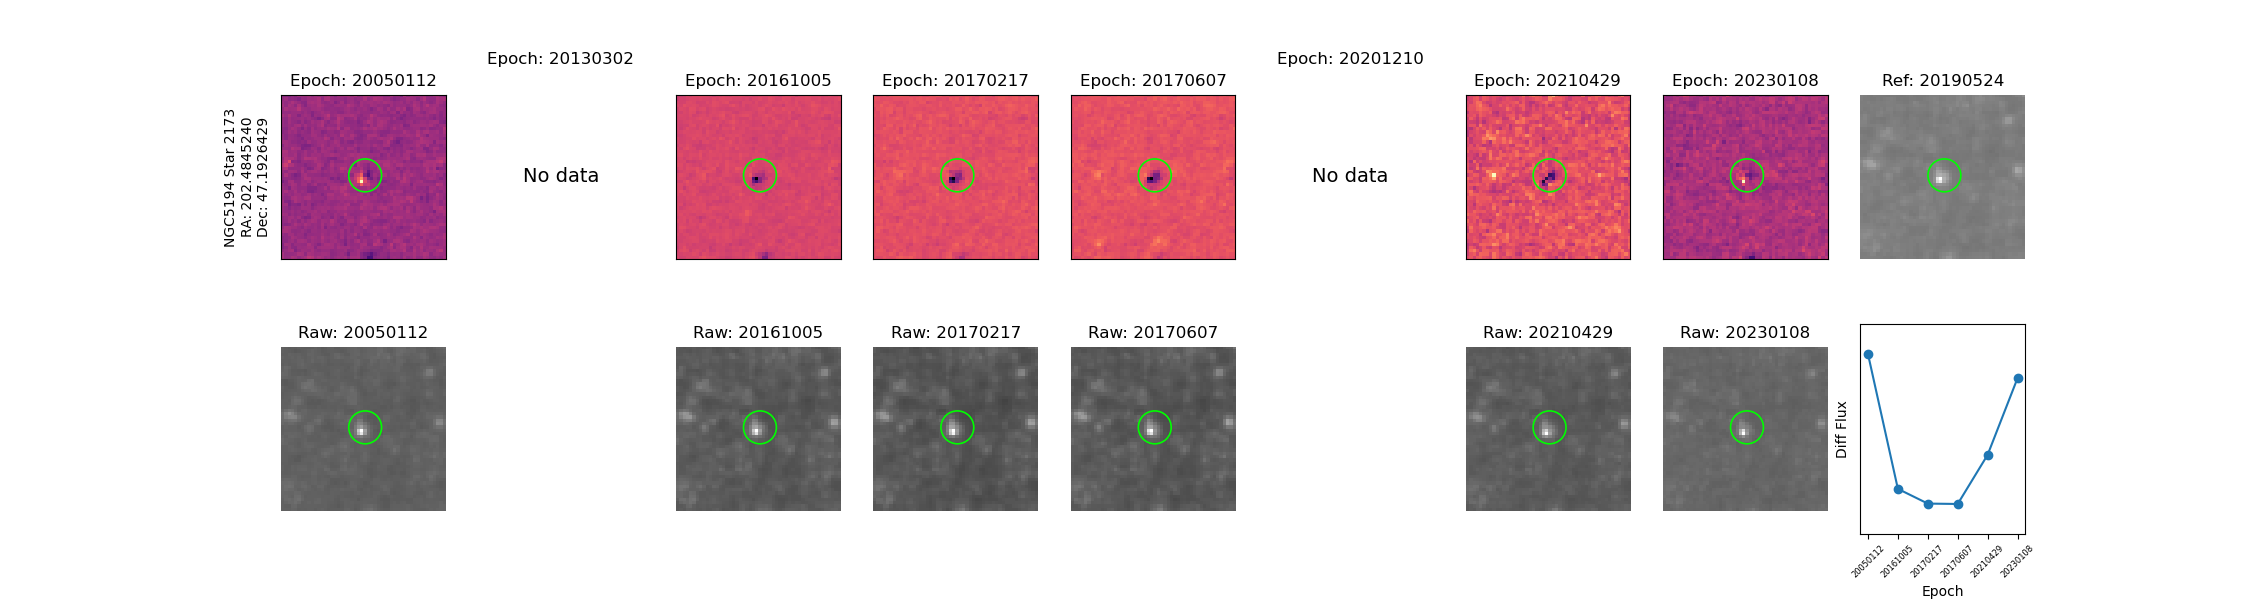 Epoch: 20130302
Epoch: 20201210
Epoch: 20050112
Epoch: 20161005
Epoch: 20170217
Epoch: 20170607
Epoch: 20210429
Epoch: 20230108
Ref: 20190524
NGC5194 Star 2173
RA: 202.4845240
Dec: 47.1926429
No data
No data
Raw: 20050112
Raw: 20161005
Raw: 20170217
Raw: 20170607
Raw: 20210429
Raw: 20230108
Diff Flux
20050112
20161005
20170217
20170607
20210429
20230108
Epoch